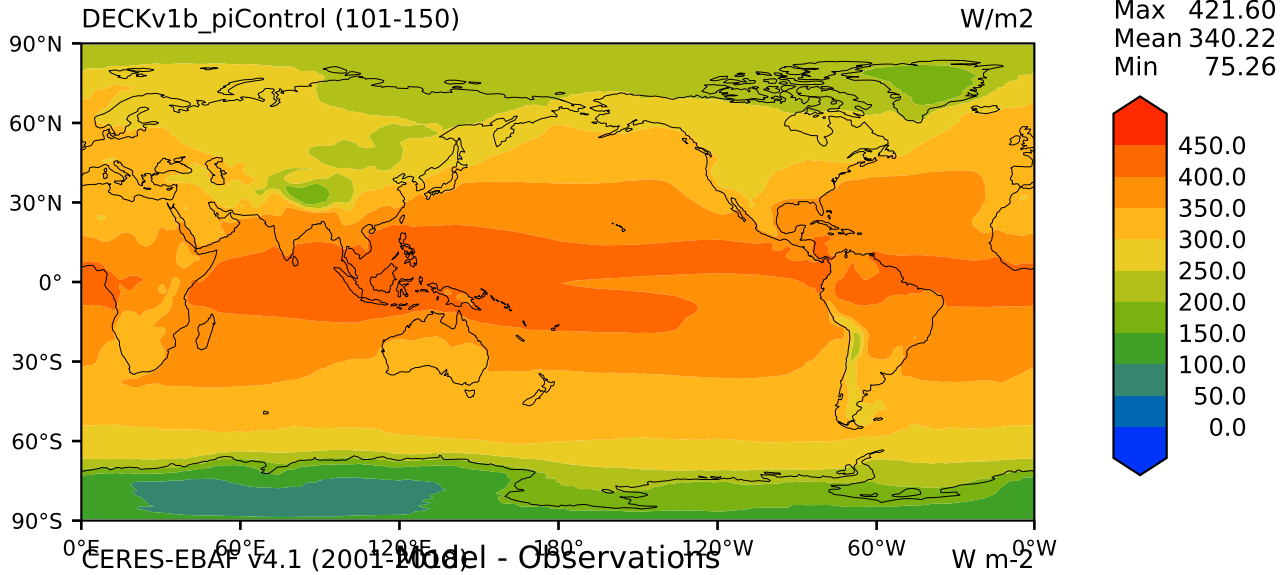 DECKv1b_piControl (101-150) W/m2
Max 421.60
Mean 340.22
Min 75.26
90°N
60°N
30°N
0°
30°S
60°S
90°S
450.0
400.0
350.0
300.0
250.0
200.0
150.0
100.0
50.0
0.0
0°E 60°E 120°E 180° 120°W 60°W 0°W
CERES-EBAF v4.1 (2001-2018) W m-2
Model - Observations